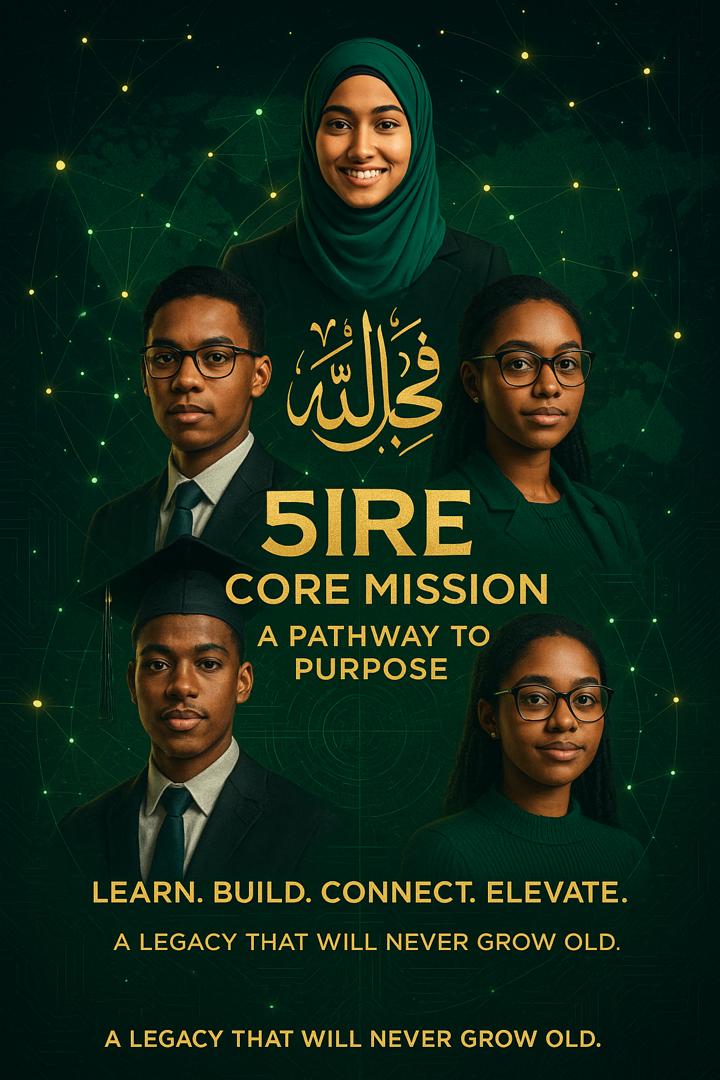 5IRE
CORE MISSION
A PATHWAY TO
PURPOSE
LEARN. BUILD. CONNECT. ELEVATE.
A LEGACY THAT WILL NEVER GROW OLD.
A LEGACY THAT WILL NEVER GROW OLD.